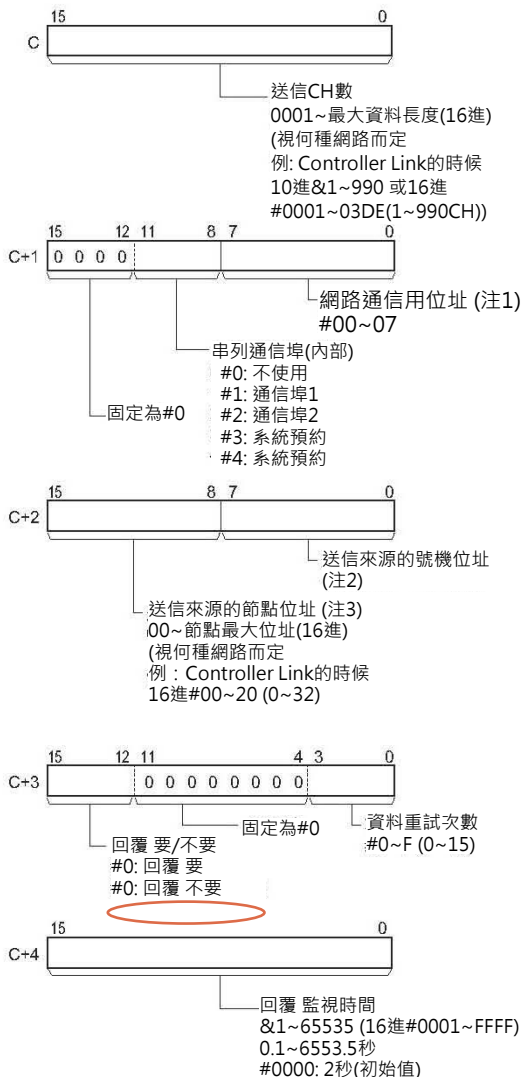 15 0
C
送信CH數
0001~最大資料長度(16進)
(視何種網路而定
例: Controller Link的時候
10進&1~990 或16進
#0001~03DE(1~990CH))
15 12 11 8 7 0
C+1 0 0 0 0
網路通信用位址 (注1)
#00~07
串列通信埠(內部)
#0: 不使用
#1: 通信埠1
#2: 通信埠2
#3: 系統預約
#4: 系統預約
固定為#0
15 8 7 0
C+2
送信來源的號機位址
(注2)
送信來源的節點位址 (注3)
00~節點最大位址(16進)
(視何種網路而定
例：Controller Link的時候
16進#00~20 (0~32)
15 12 11 4 3 0
C+3 0 0 0 0 0 0 0 0
固定為#0
資料重試次數
#0~F (0~15)
回覆 要/不要
#0: 回覆 要
#0: 回覆 不要
15 0
C+4
回覆 監視時間
&1~65535 (16進#0001~FFFF)
0.1~6553.5秒
#0000: 2秒(初始值)